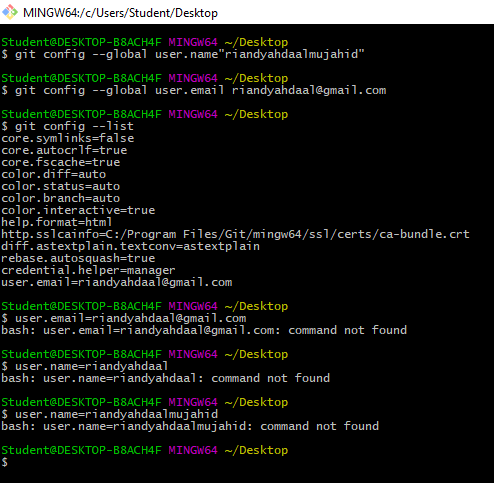 MINGW64:/c/Users/Student/Desktop
Student@DESKTOP-B8ACH4F MINGW64 ~/Desktop
$ git config --global user.name"riandyahdaalmujahid"
Student@DESKTOP-B8ACH4F MINGW64 ~/Desktop
$ git config --global user.email riandyahdaal@gmail.com
Student@DESKTOP-B8ACH4F MINGW64 ~/Desktop
$ git config --list
core.symlinks=false
core.autocrlf=true
core.fscache=true
color.diff=auto
color.status=auto
color.branch=auto
color.interactive=true
help.format=html
http.sslcainfo=C:/Program Files/Git/mingw64/ssl/certs/ca-bundle.crt
diff.astextplain.textconv=astextplain
rebase.autosquash=true
credential.helper=manager
user.email=riandyahdaal@gmail.com
Student@DESKTOP-B8ACH4F MINGW64 ~/Desktop
$ user.email=riandyahdaal@gmail.com
bash: user.email=riandyahdaal@gmail.com: command not found
Student@DESKTOP-B8ACH4F MINGW64 ~/Desktop
$ user.name=riandyahdaal
bash: user.name=riandyahdaal: command not found
Student@DESKTOP-B8ACH4F MINGW64 ~/Desktop
$ user.name=riandyahdaalmujahid
bash: user.name=riandyahdaalmujahid: command not found
Student@DESKTOP-B8ACH4F MINGW64 ~/Desktop
$